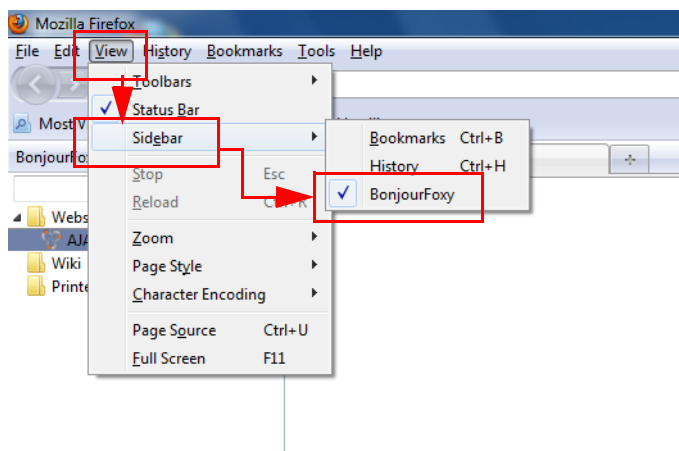 Mozilla Firefox
File Edit View History Bookmarks Tools Help
Toolbars
Status Bar
Most V
Sidebar
Bookmarks Ctrl+B
BonjourFox
History Ctrl+H
Stop Esc
BonjourFoxy
Reload Ctrl+R
Webs
Zoom
AJA
Wiki
Page Style
Printe
Character Encoding
Page Source Ctrl+U
Full Screen F11